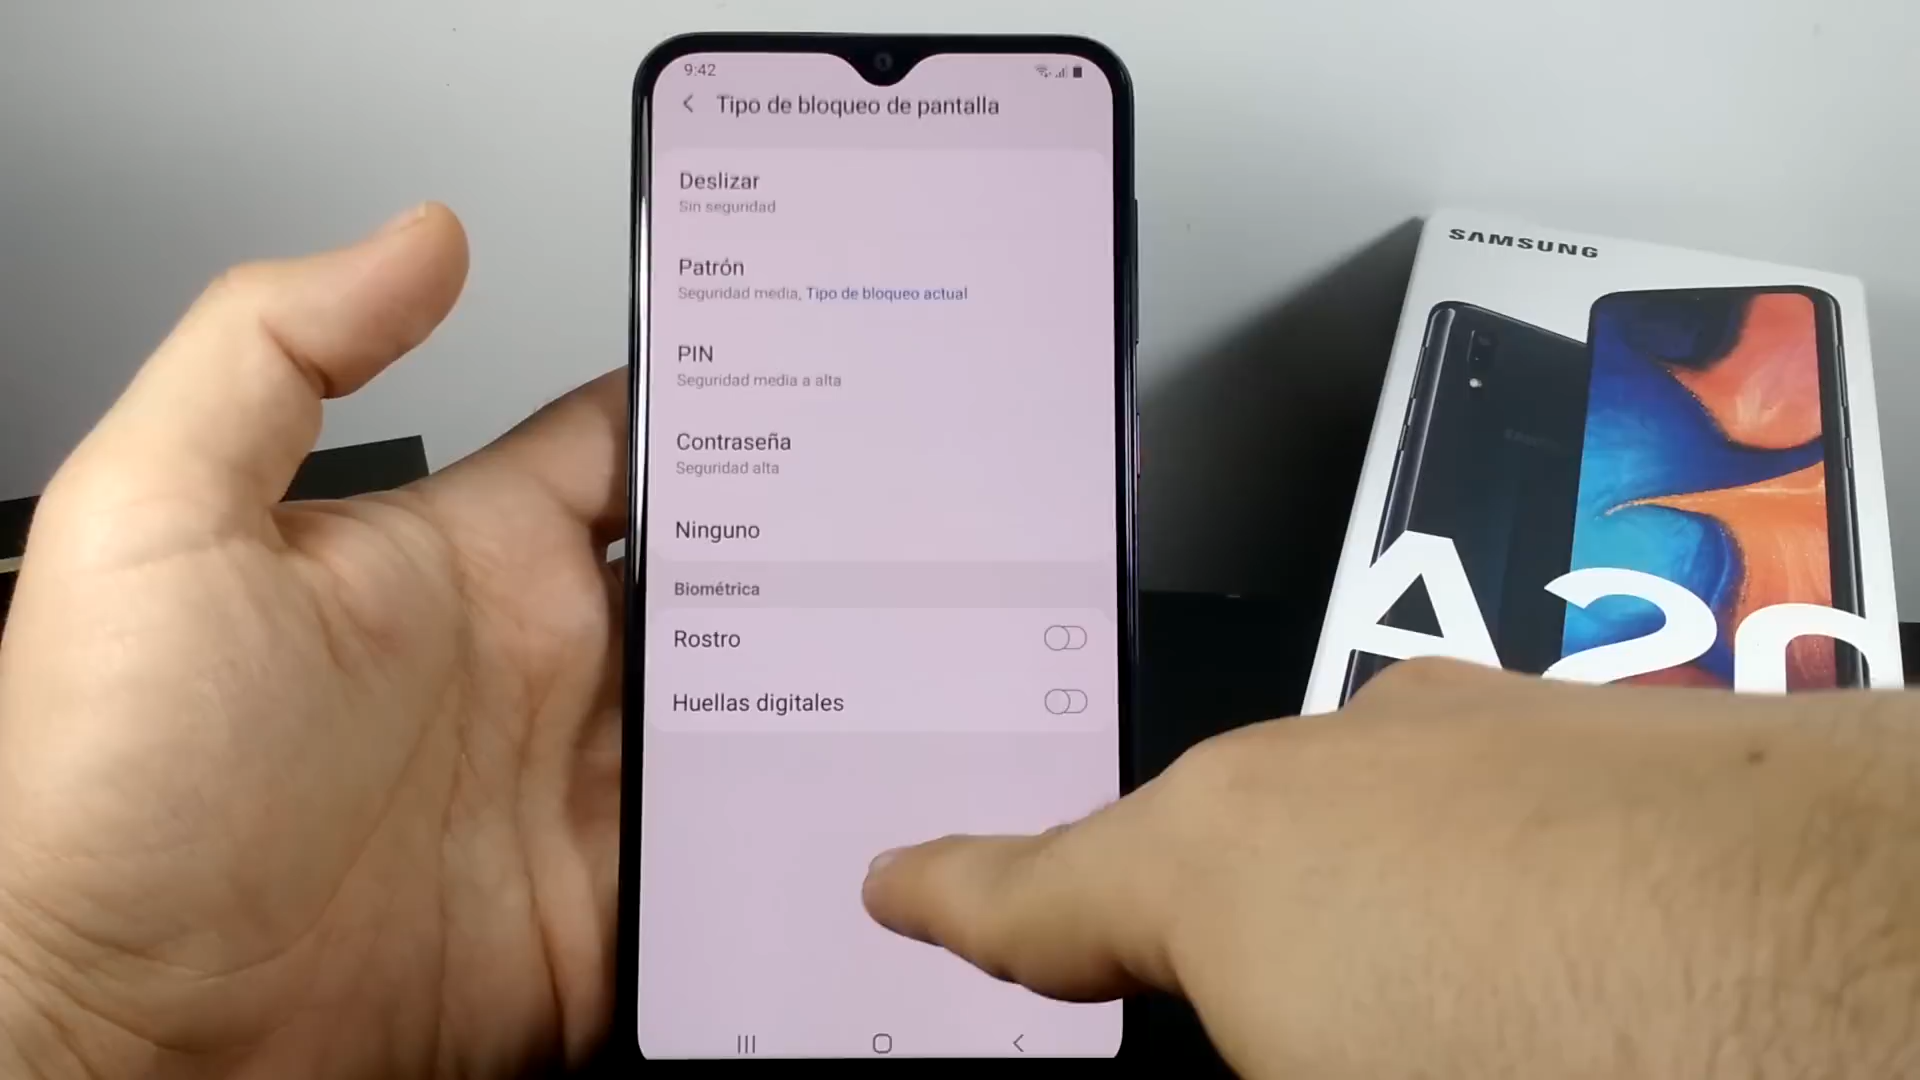 9:42
Tipo de bloqueo de pantalla
Deslizar
Sin seguridad
Patrón
Seguridad media, Tipo de bloqueo actual
PIN
Seguridad media a alta
Contraseña
Seguridad alta
Ninguno
Biométrica
Rostro
Huellas digitales
SAMSUNG
A20